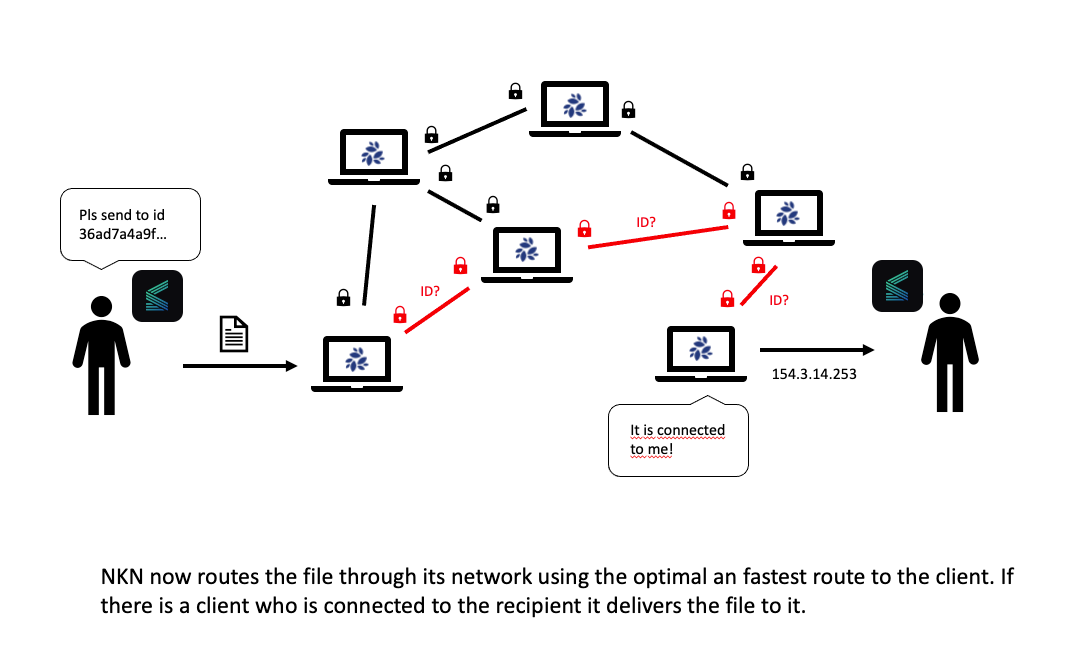 Pls send to id
36ad7a4a9f...
ID?
ID?
ID?
154.3.14.253
It is connected
to me!
NKN now routes the file through its network using the optimal an fastest route to the client. If
there is a client who is connected to the recipient it delivers the file to it.